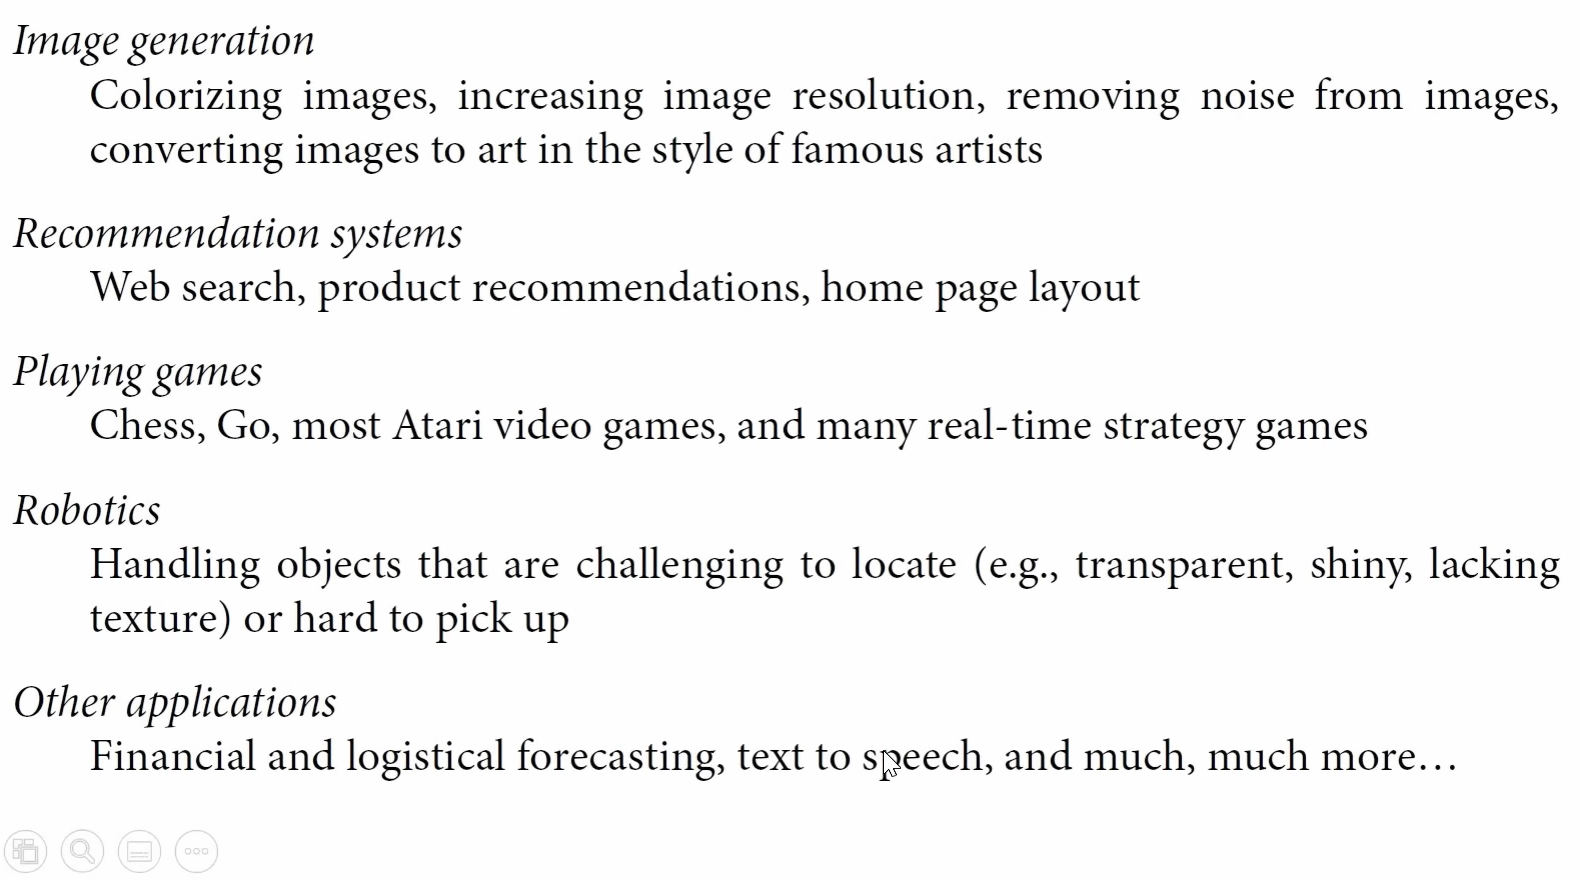 Image generation
Colorizing images, increasing image resolution, removing noise from images,
converting images to art in the style of famous artists
Recommendation systems
Web search, product recommendations, home page layout
Playing games
Chess, Go, most Atari video games, and many real-time strategy games
Robotics
Handling objects that are challenging to locate (e.g., transparent, shiny, lacking
texture) or hard to pick up
Other applications
Financial and logistical forecasting, text to speech, and much, much more…